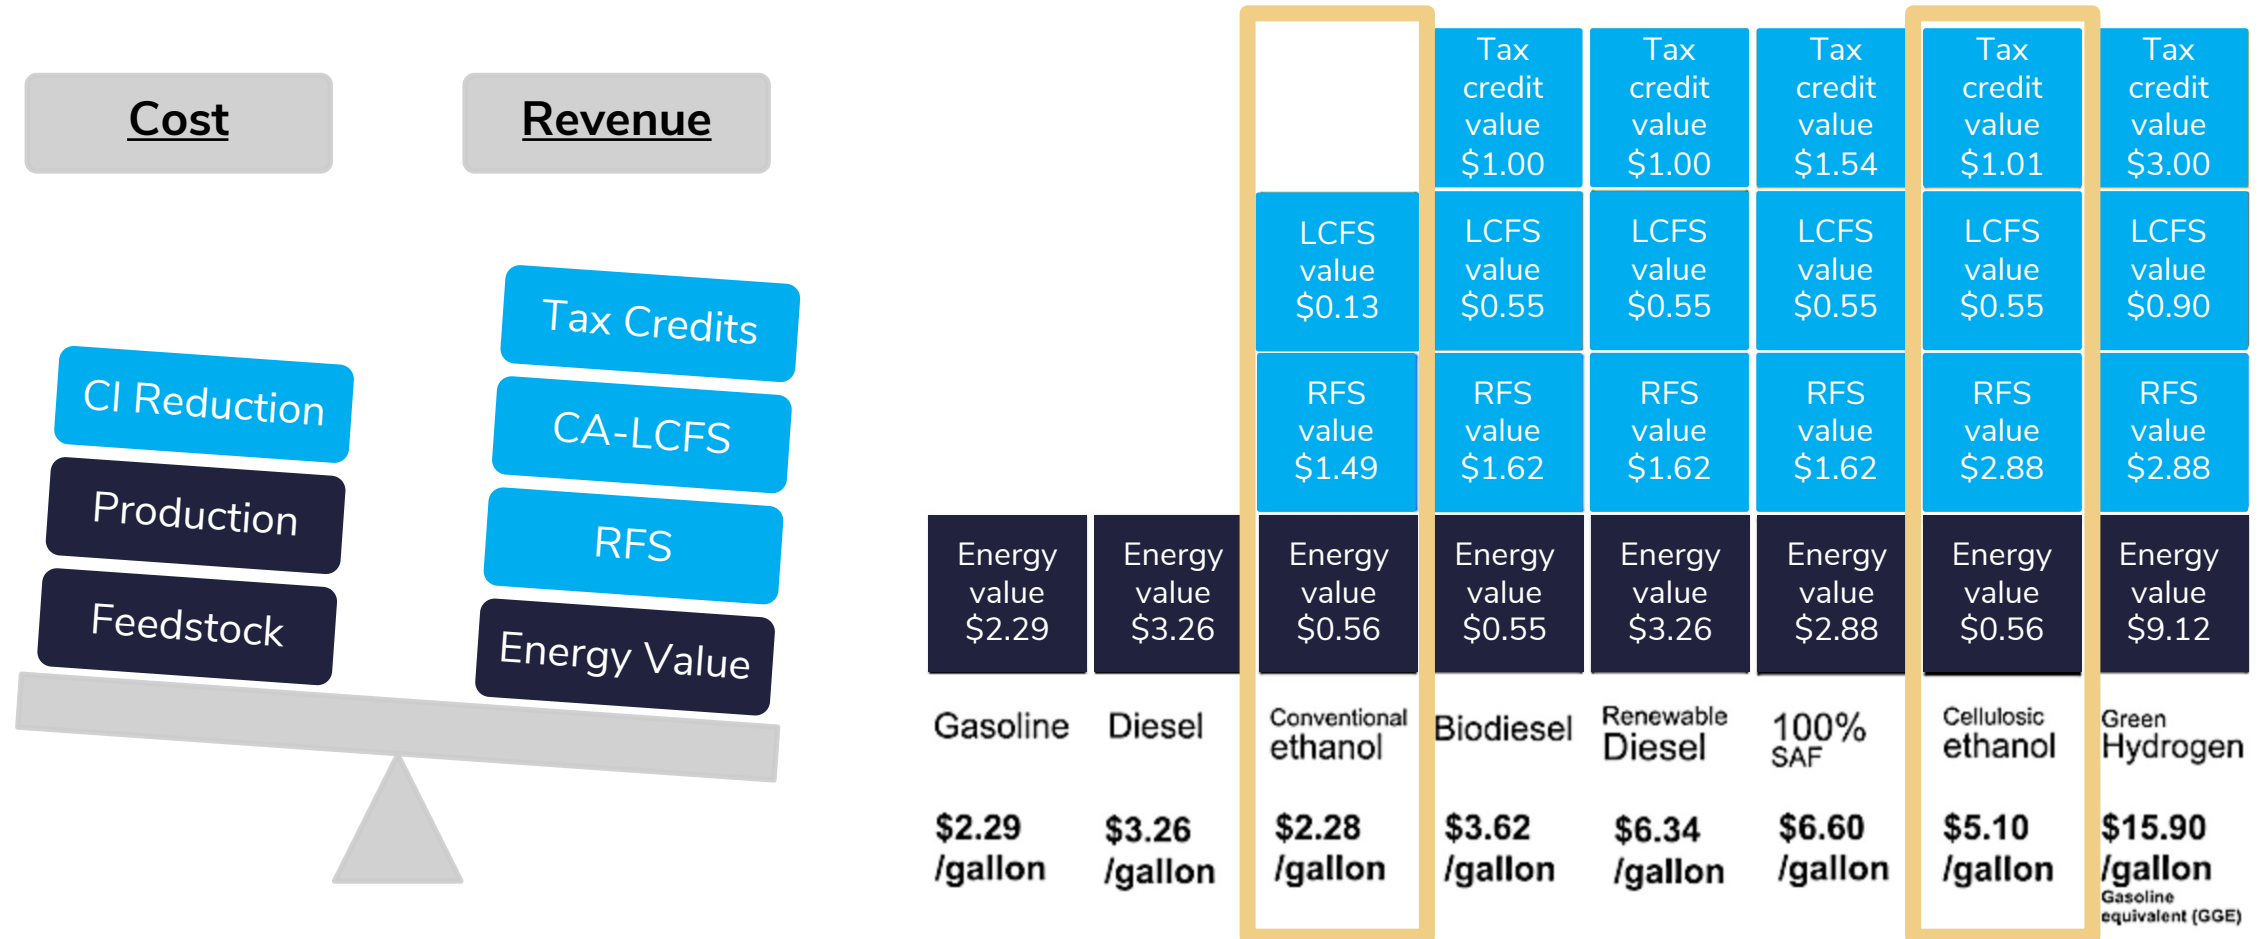 Cost
Revenue
Tax Credits
CI Reduction
CA-LCFS
Production
RFS
Feedstock
Energy Value
Tax
credit
value
$1.00
Tax
credit
value
$1.00
Tax
credit
value
$1.54
Tax
credit
value
$1.01
Tax
credit
value
$3.00
LCFS
value
$0.13
LCFS
value
$0.55
LCFS
value
$0.55
LCFS
value
$0.55
LCFS
value
$0.55
LCFS
value
$0.90
RFS
value
$1.49
RFS
value
$1.62
RFS
value
$1.62
RFS
value
$1.62
RFS
value
$2.88
RFS
value
$2.88
Energy
value
$2.29
Energy
value
$3.26
Energy
value
$0.56
Energy
value
$0.55
Energy
value
$3.26
Energy
value
$2.88
Energy
value
$0.56
Energy
value
$9.12
Gasoline
Diesel
Conventional
ethanol
Biodiesel
Renewable
Diesel
100%
SAF
Cellulosic
ethanol
Green
Hydrogen
$2.29
/gallon
$3.26
/gallon
$2.28
/gallon
$3.62
/gallon
$6.34
/gallon
$6.60
/gallon
$5.10
/gallon
$15.90
/gallon
Gasoline
equivalent (GGE)